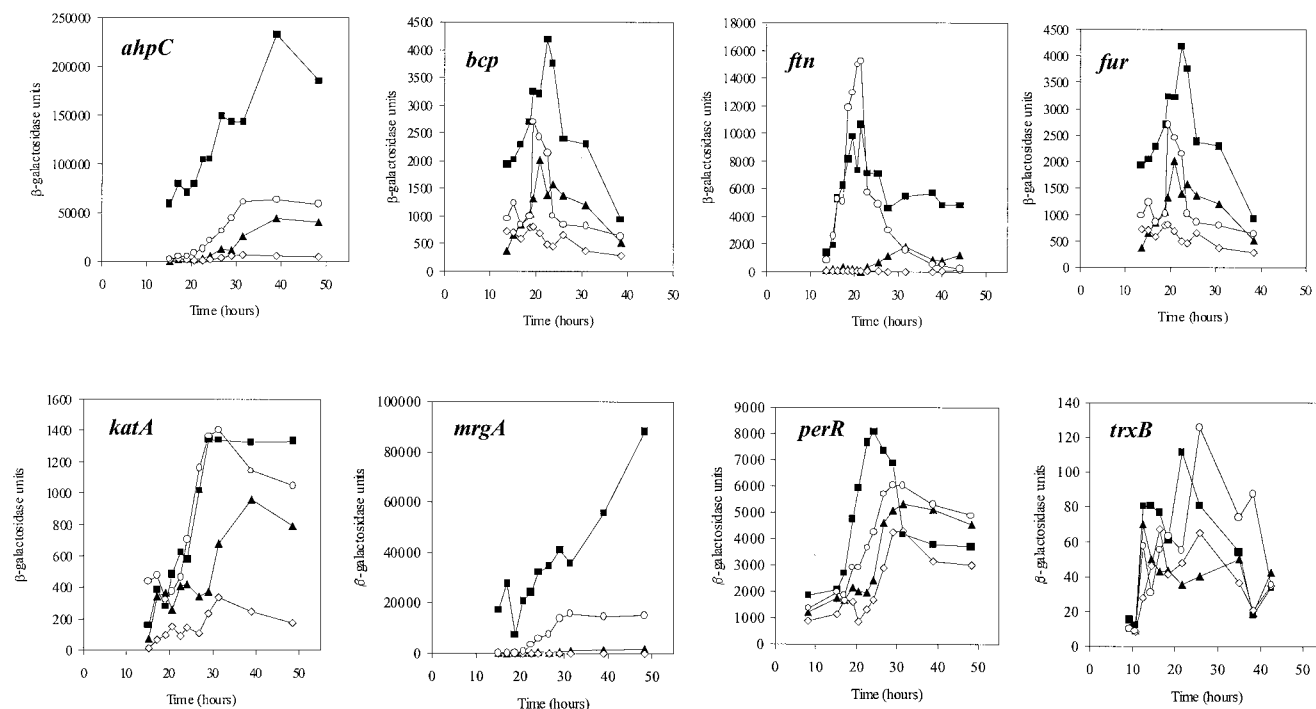 ahpC
β-galactosidase units
250000
200000
150000
100000
50000
0
0 10 20 30 40 50
Time (hours)
bcp
β-galactosidase units
4500
4000
3500
3000
2500
2000
1500
1000
500
0
0 10 20 30 40 50
Time (hours)
ftn
β-galactosidase units
18000
16000
14000
12000
10000
8000
6000
4000
2000
0
0 10 20 30 40 50
Time (hours)
fur
β-galactosidase units
4500
4000
3500
3000
2500
2000
1500
1000
500
0
0 10 20 30 40 50
Time (hours)
katA
β-galactosidase units
1600
1400
1200
1000
800
600
400
200
0
0 10 20 30 40 50
Time (hours)
mrgA
β-galactosidase units
100000
80000
60000
40000
20000
0
0 10 20 30 40 50
Time (hours)
perR
β-galactosidase units
9000
8000
7000
6000
5000
4000
3000
2000
1000
0
0 10 20 30 40 50
Time (hours)
trxB
β-galactosidase units
140
120
100
80
60
40
20
0
0 10 20 30 40 50
Time (hours)